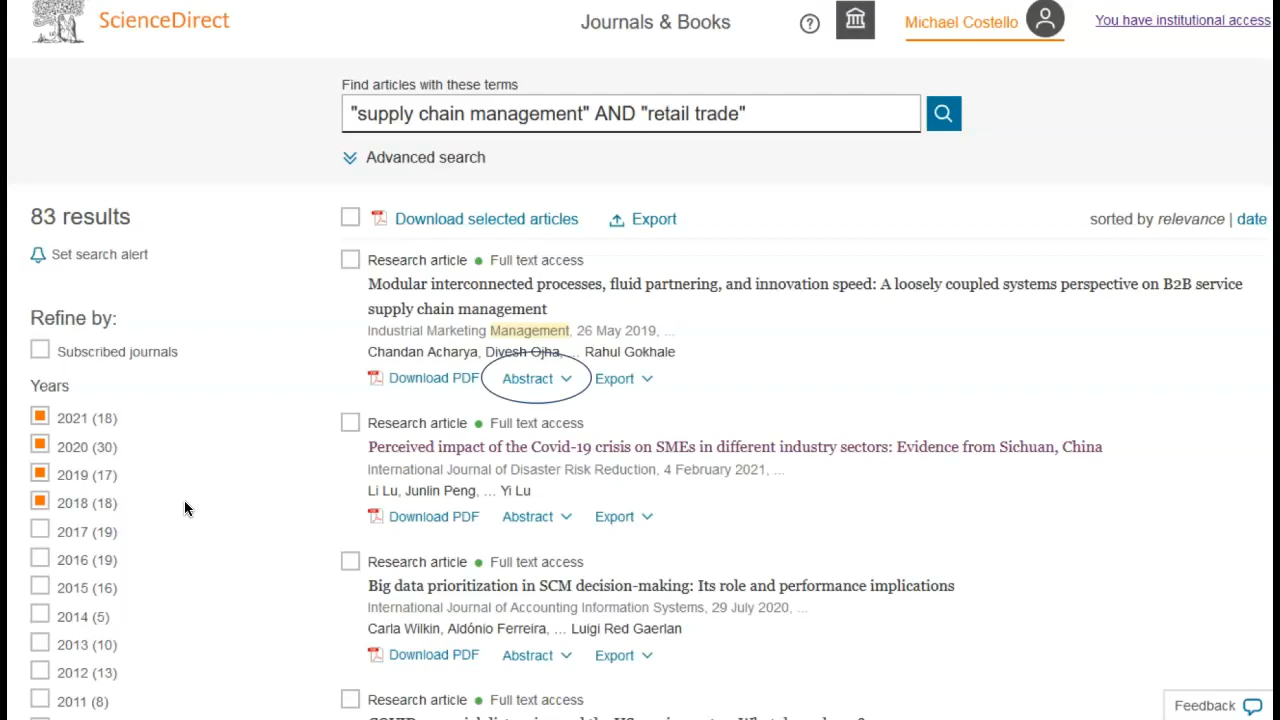 ScienceDirect
Journals & Books
?
Michael Costello
You have institutional access
Find articles with these terms
"supply chain management" AND "retail trade"
Advanced search
83 results
Set search alert
Refine by:
Subscribed journals
Years
2021 (18)
2020 (30)
2019 (17)
2018 (18)
2017 (19)
2016 (19)
2015 (16)
2014 (5)
2013 (10)
2012 (13)
2011 (8)
Download selected articles Export
sorted by relevance | date
Research article Full text access
Modular interconnected processes, fluid partnering, and innovation speed: A loosely coupled systems perspective on B2B service
supply chain management
Industrial Marketing Management, 26 May 2019, ...
Chandan Acharya, Divesh Ojha, ... Rahul Gokhale
Download PDF Abstract Export
Research article Full text access
Perceived impact of the Covid-19 crisis on SMEs in different industry sectors: Evidence from Sichuan, China
International Journal of Disaster Risk Reduction, 4 February 2021, ...
Li Lu, Junlin Peng, ... Yi Lu
Download PDF Abstract Export
Research article Full text access
Big data prioritization in SCM decision-making: Its role and performance implications
International Journal of Accounting Information Systems, 29 July 2020, ...
Carla Wilkin, Aldónio Ferreira, ... Luigi Red Gaerlan
Download PDF Abstract Export
Research article Full text access
Feedback